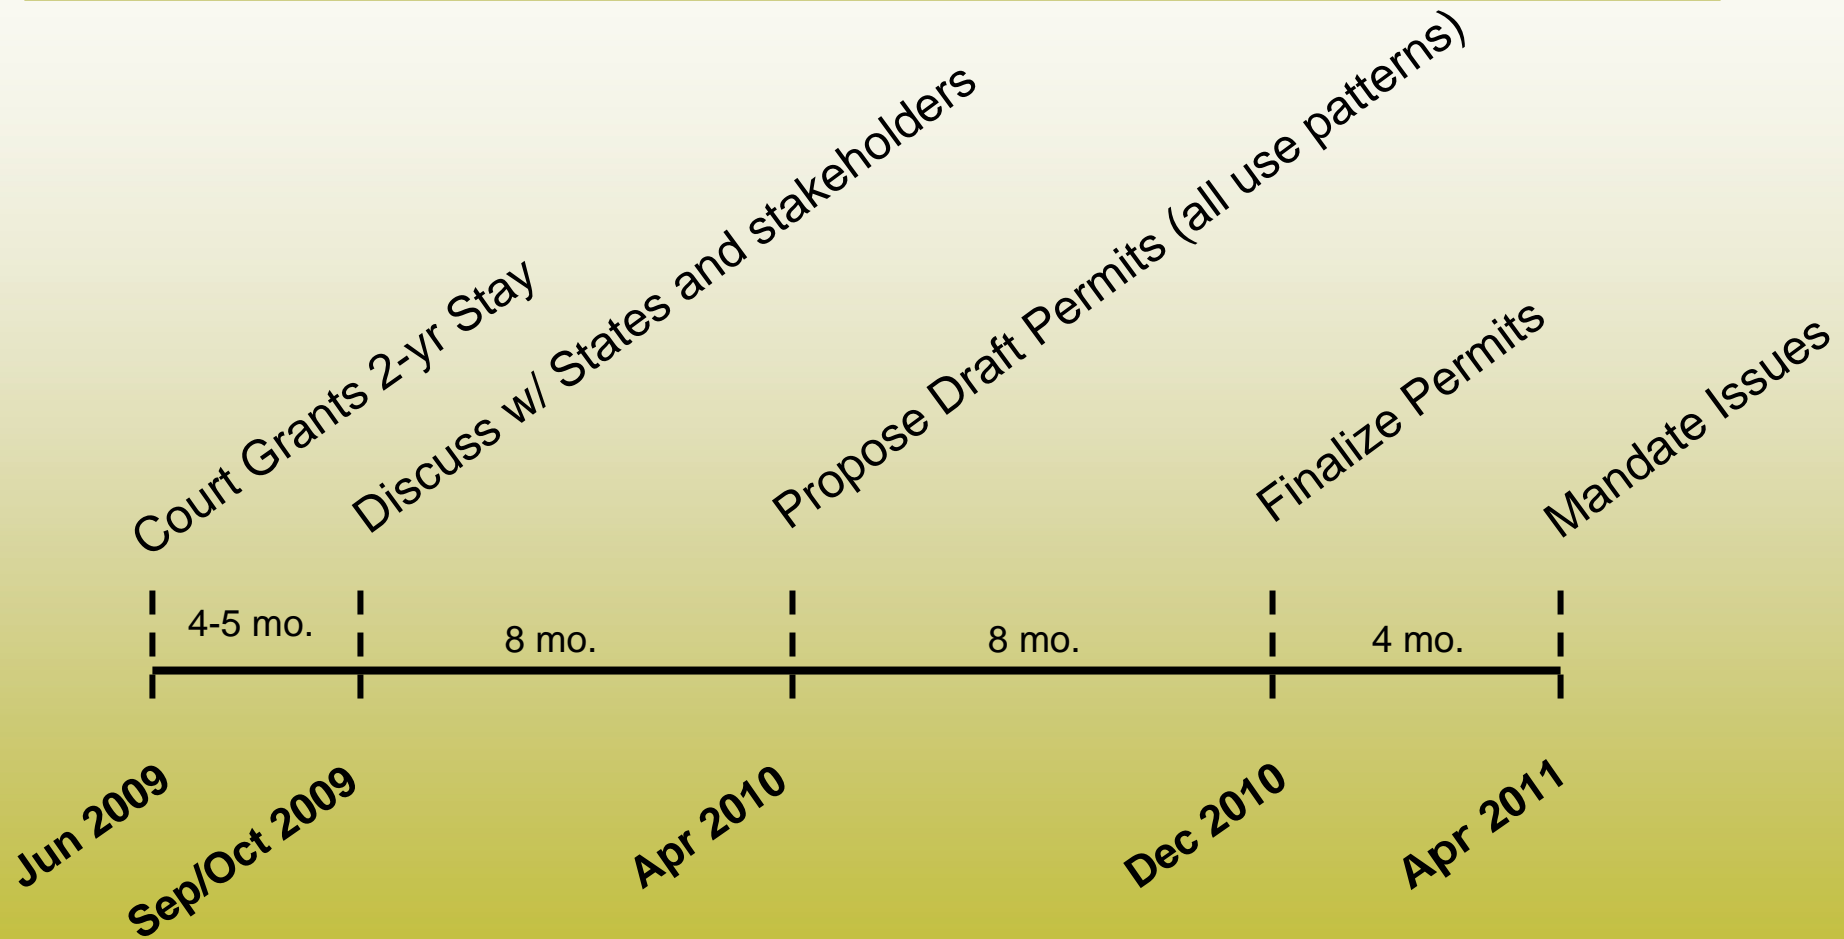 Court Grants 2-yr Stay
Discuss w/ States and stakeholders
Propose Draft Permits (all use patterns)
Finalize Permits
Mandate Issues
4-5 mo.
8 mo.
8 mo.
4 mo.
Jun 2009
Sep/Oct 2009
Apr 2010
Dec 2010
Apr 2011